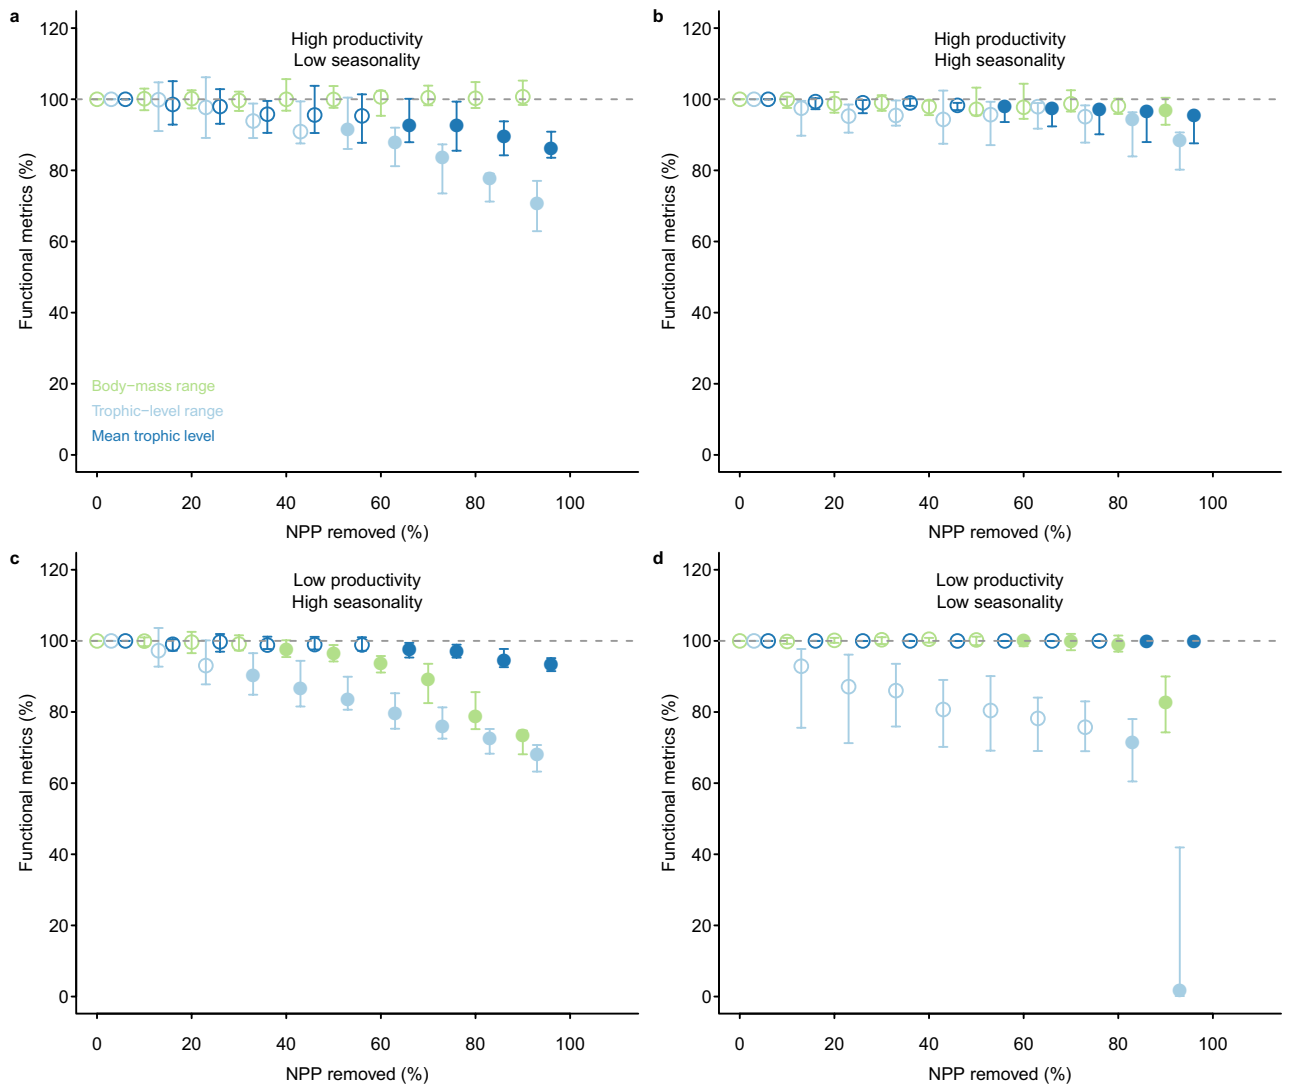 a
High productivity
Low seasonality
120
100
80
60
40
20
0
Functional metrics (%)
Body−mass range
Trophic−level range
Mean trophic level
0 20 40 60 80 100
NPP removed (%)
b
High productivity
High seasonality
120
100
80
60
40
20
0
Functional metrics (%)
0 20 40 60 80 100
NPP removed (%)
c
Low productivity
High seasonality
120
100
80
60
40
20
0
Functional metrics (%)
0 20 40 60 80 100
NPP removed (%)
d
Low productivity
Low seasonality
120
100
80
60
40
20
0
Functional metrics (%)
0 20 40 60 80 100
NPP removed (%)